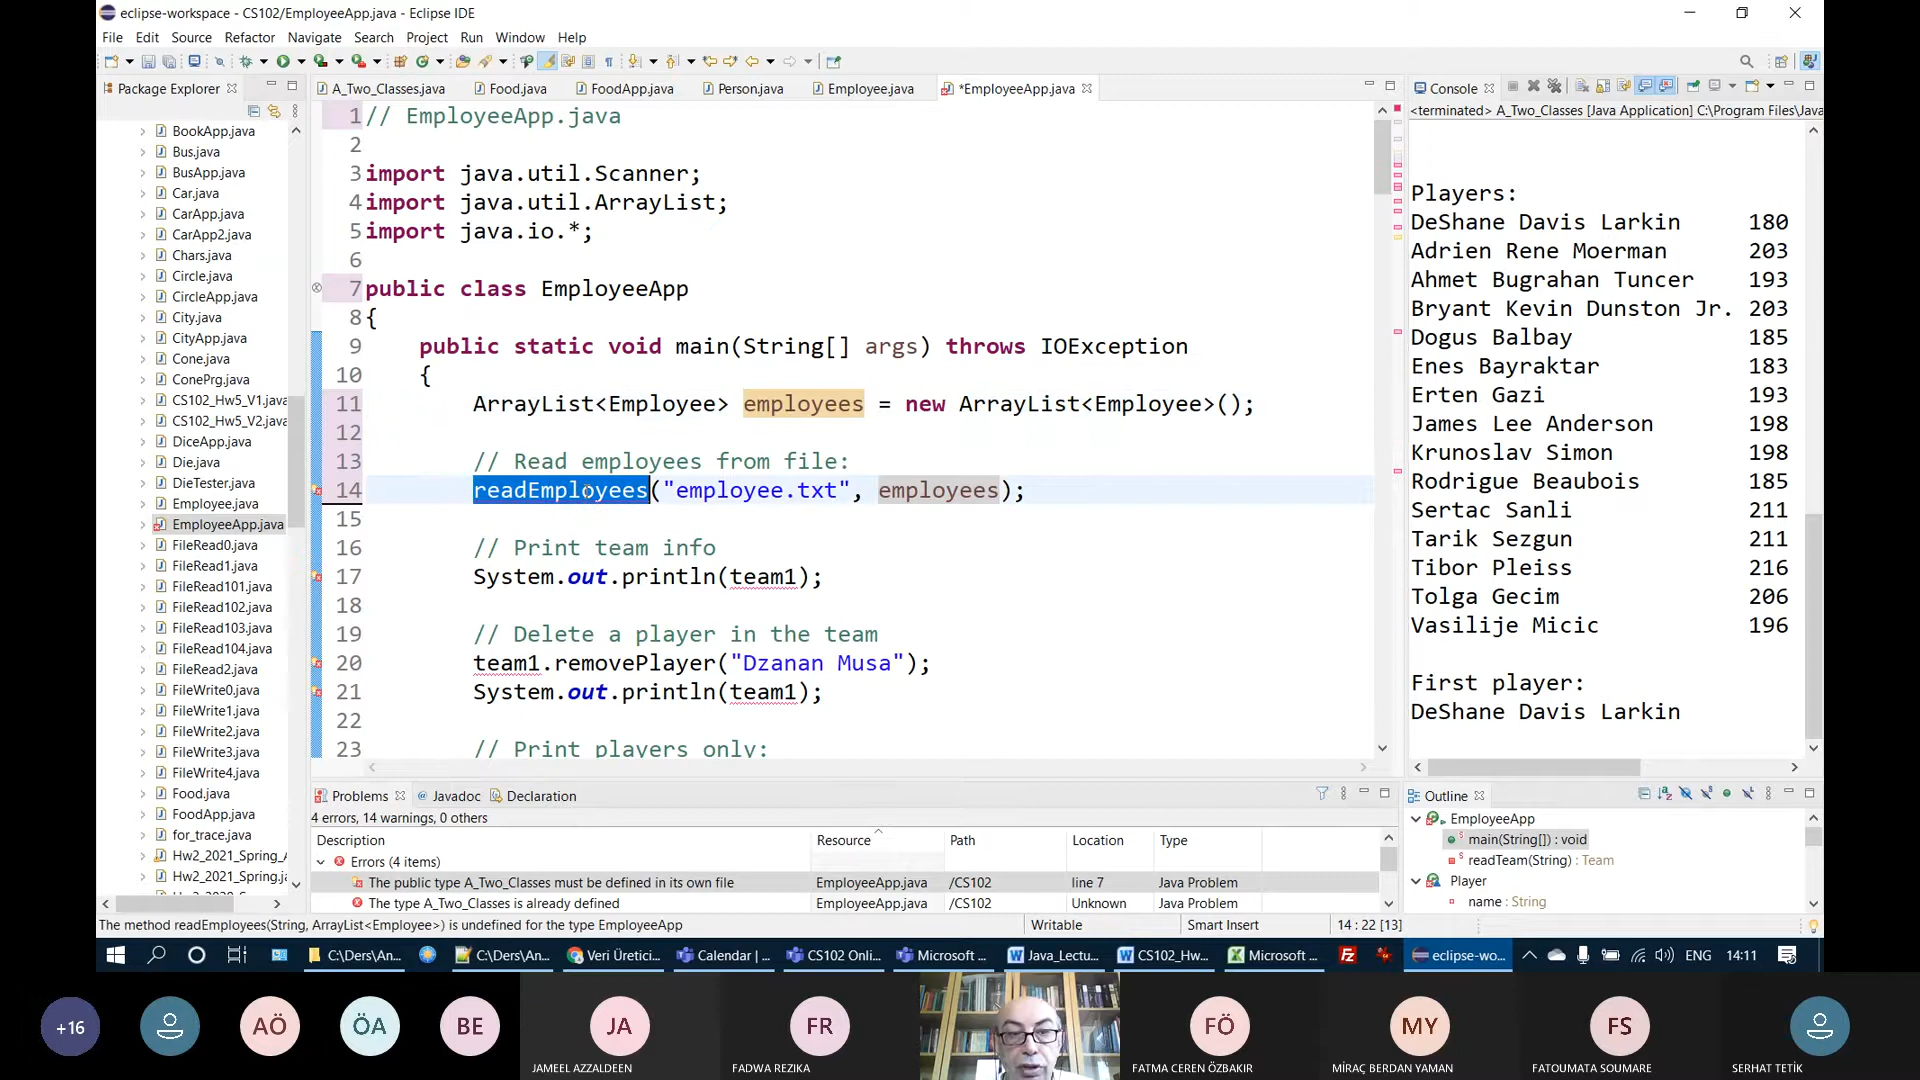 eclipse-workspace - CS102/EmployeeApp.java - Eclipse IDE
File Edit Source Refactor Navigate Search Project Run Window Help
Package Explorer
BookApp.java
Bus.java
BusApp.java
Car.java
CarApp.java
CarApp2.java
Chars.java
Circle.java
CircleApp.java
City.java
CityApp.java
Cone.java
ConePrg.java
CS102_Hw5_V1.java
CS102_Hw5_V2.java
DiceApp.java
Die.java
DieTester.java
Employee.java
EmployeeApp.java
FileRead0.java
FileRead1.java
FileRead101.java
FileRead102.java
FileRead103.java
FileRead104.java
FileRead2.java
FileWrite0.java
FileWrite1.java
FileWrite2.java
FileWrite3.java
FileWrite4.java
Food.java
FoodApp.java
for_trace.java
Hw2_2021_Spring_A
Hw2_2021_Spring.ja
A_Two_Classes.java Food.java FoodApp.java Person.java Employee.java *EmployeeApp.java
1 // EmployeeApp.java
2
3 import java.util.Scanner;
4 import java.util.ArrayList;
5 import java.io.*;
6
7 public class EmployeeApp
8 {
9 public static void main(String[] args) throws IOException
10 {
11 ArrayList<Employee> employees = new ArrayList<Employee>();
12
13 // Read employees from file:
14 readEmployees("employee.txt", employees);
15
16 // Print team info
17 System.out.println(team1);
18
19 // Delete a player in the team
20 team1.removePlayer("Dzanan Musa");
21 System.out.println(team1);
22
23 // Print players only:
Console
<terminated> A_Two_Classes [Java Application] C:\Program Files\Java
Players:
DeShane Davis Larkin 180
Adrien Rene Moerman 203
Ahmet Bugrahan Tuncer 193
Bryant Kevin Dunston Jr. 203
Dogus Balbay 185
Enes Bayraktar 183
Erten Gazi 193
James Lee Anderson 198
Krunoslav Simon 198
Rodrigue Beaubois 185
Sertac Sanli 211
Tarik Sezgun 211
Tibor Pleiss 216
Tolga Gecim 206
Vasilije Micic 196
First player:
DeShane Davis Larkin
Problems @ Javadoc Declaration
4 errors, 14 warnings, 0 others
Description Resource Path Location Type
Errors (4 items)
The public type A_Two_Classes must be defined in its own file EmployeeApp.java /CS102 line 7 Java Problem
The type A_Two_Classes is already defined EmployeeApp.java /CS102 Unknown Java Problem
Outline
EmployeeApp
main(String[]) : void
readTeam(String) : Team
Player
name : String
The method readEmployees(String, ArrayList<Employee>) is undefined for the type EmployeeApp Writable Smart Insert 14 : 22 [13]
C:\Ders\An... C:\Ders\An... Veri Üretici... Calendar | ... CS102 Onli... Microsoft ... Java_Lectu... CS102_Hw... Microsoft ... eclipse-wo... ENG 14:11
+16 AÖ ÖA BE JA FR FÖ MY FS
JAMEEL AZZALDEEN FADWA REZIKA FATMA CEREN ÖZBAKIR MİRAÇ BERDAN YAMAN FATOUMATA SOUMARE SERHAT TETİK